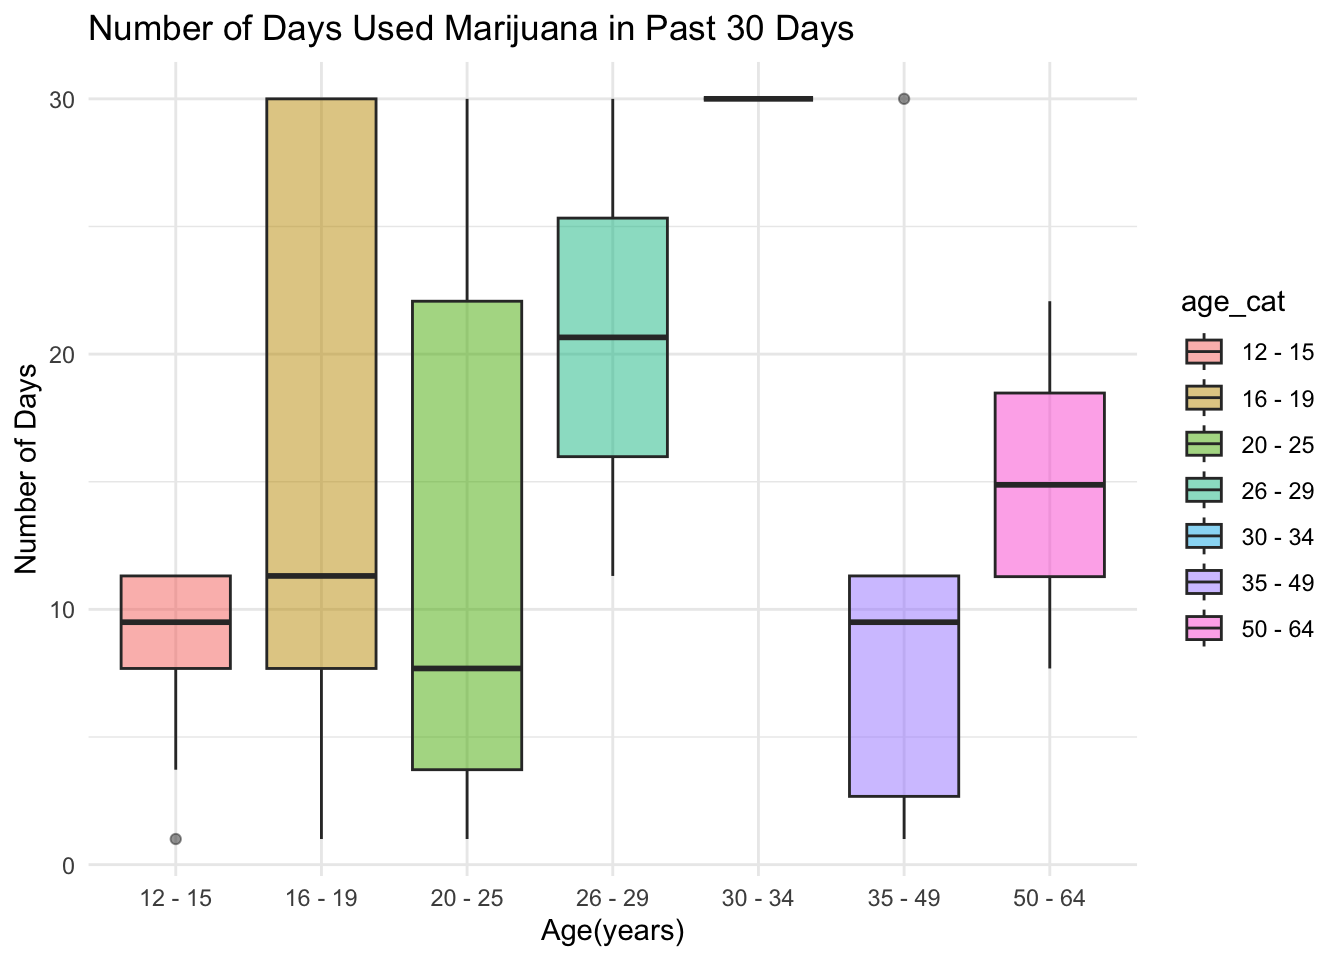 Number of Days Used Marijuana in Past 30 Days
30
20
10
0
Number of Days
12 - 15
16 - 19
20 - 25
26 - 29
30 - 34
35 - 49
50 - 64
Age(years)
age_cat
12 - 15
16 - 19
20 - 25
26 - 29
30 - 34
35 - 49
50 - 64